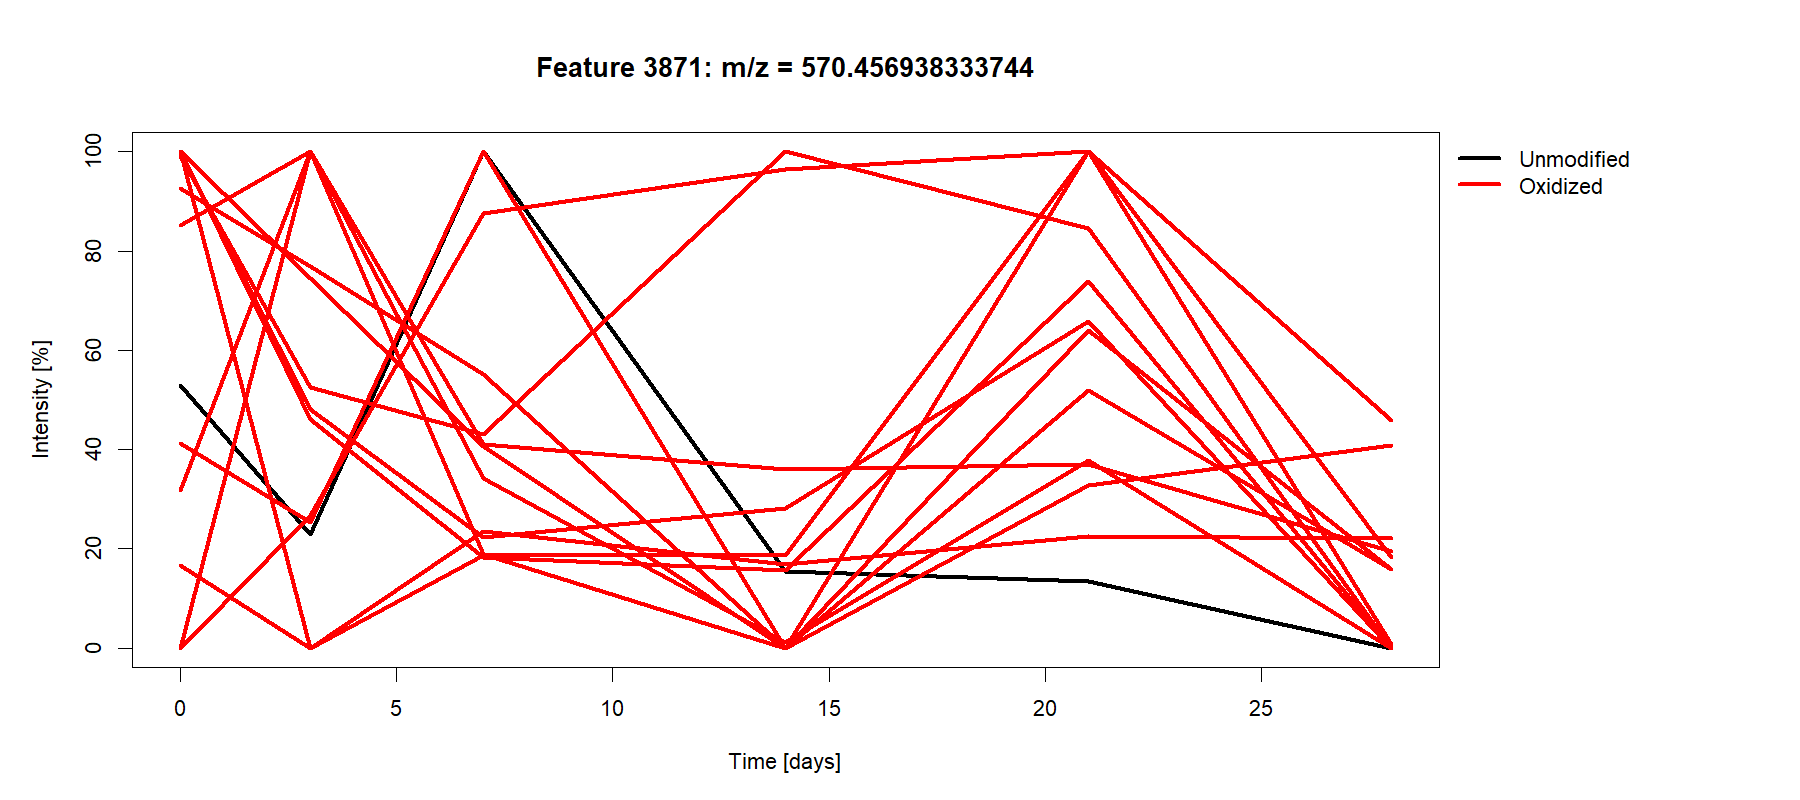 Feature 3871: m/z = 570.456938333744
Unmodified
Oxidized
Intensity [%]
100
80
60
40
20
0
0 5 10 15 20 25
Time [days]